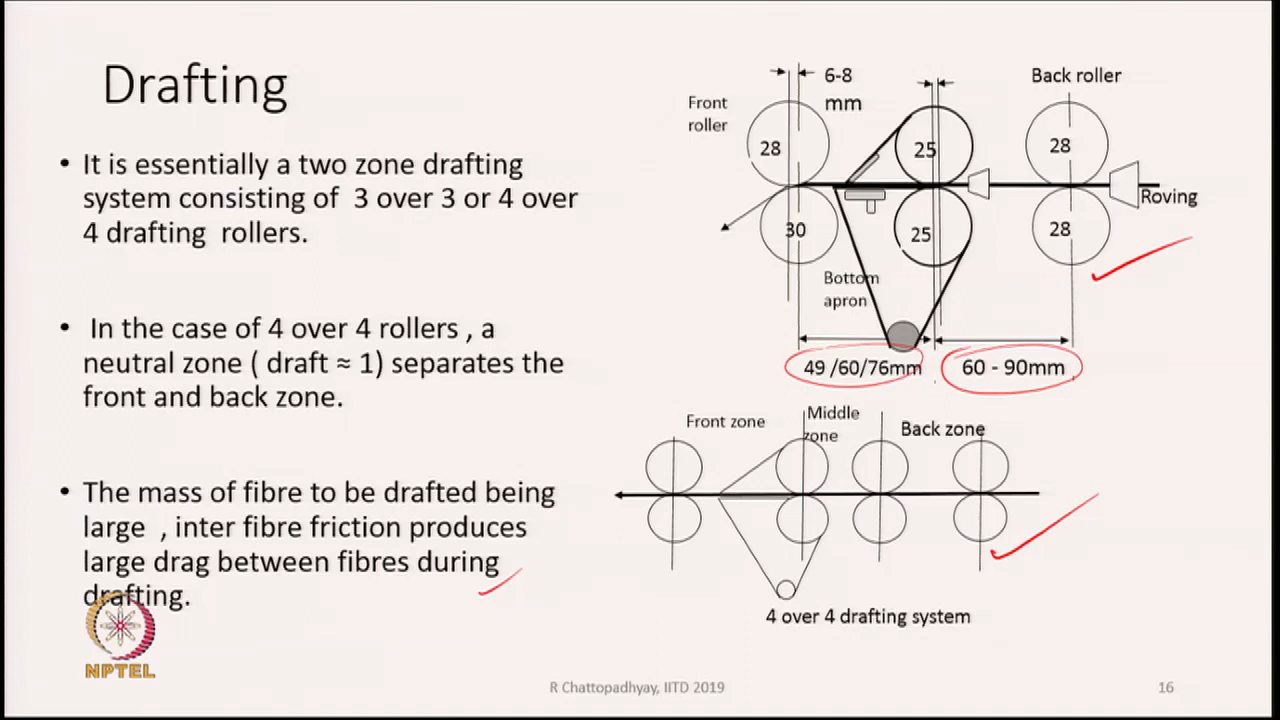 Drafting
• It is essentially a two zone drafting
system consisting of 3 over 3 or 4 over
4 drafting rollers.
• In the case of 4 over 4 rollers , a
neutral zone ( draft ≈ 1) separates the
front and back zone.
• The mass of fibre to be drafted being
large , inter fibre friction produces
large drag between fibres during
drafting.
6-8
mm
Back roller
Front
roller
28
25
28
Roving
30
25
28
Bottom
apron
49 /60/76mm
60 - 90mm
Front zone
Middle
zone
Back zone
4 over 4 drafting system
NPTEL
R Chattopadhyay, IITD 2019
16